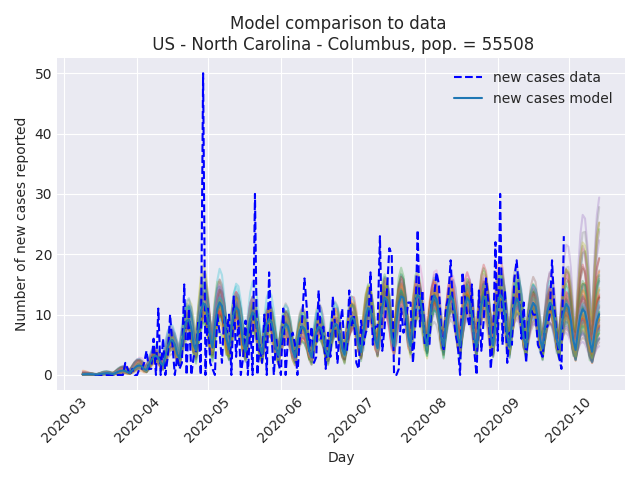 Model comparison to data
US - North Carolina - Columbus, pop. = 55508
new cases data
new cases model
Number of new cases reported
50
40
30
20
10
0
2020-03
2020-04
2020-05
2020-06
2020-07
2020-08
2020-09
2020-10
Day